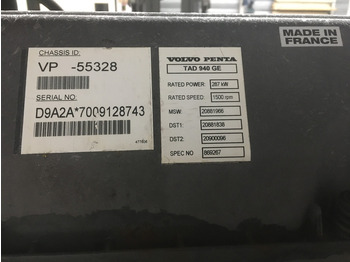 CHASSIS ID:
VP -55328
SERIAL NO:
D9A2A*7009128743
VOLVO PENTA
TAD 940 GE
RATED POWER: 287 kW
RATED SPEED: 1500 rpm
MSW: 20881966
DST1: 20881838
DST2: 20900096
SPEC NO 869267
MADE IN
FRANCE